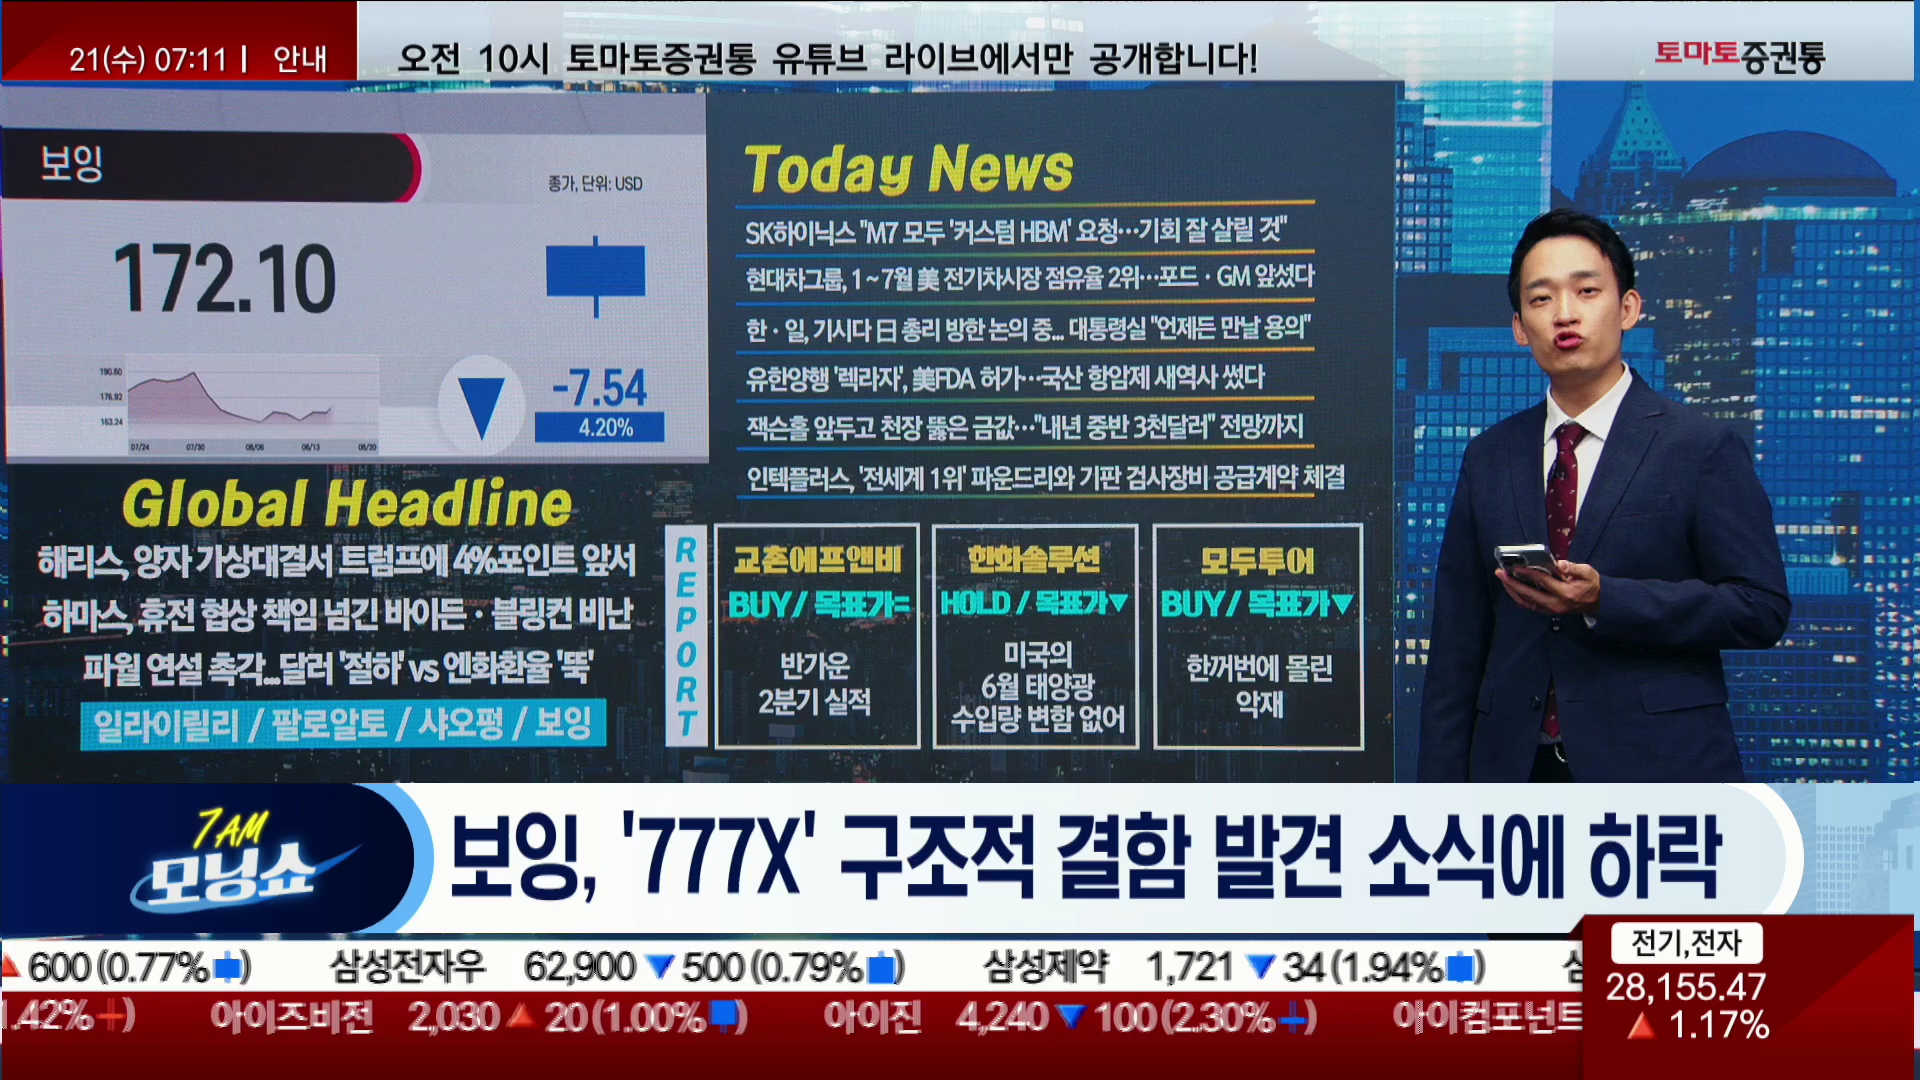 21(수) 07:11 | 안내
오전 10시 토마토증권통 유튜브 라이브에서만 공개합니다!
토마토증권통
보잉
종가, 단위: USD
172.10
-7.54
4.20%
190.60
176.92
163.24
07/24 07/30 08/06 08/13 08/20
Global Headline
해리스, 양자 가상대결서 트럼프에 4%포인트 앞서
하마스, 휴전 협상 책임 넘긴 바이든·블링컨 비난
파월 연설 촉각...달러 '절하' vs 엔화환율 '뚝'
일라이릴리 / 팔로알토 / 샤오펑 / 보잉
Today News
SK하이닉스 "M7 모두 '커스텀 HBM' 요청…기회 잘 살릴 것"
현대차그룹, 1~7월 美 전기차시장 점유율 2위…포드·GM 앞섰다
한·일, 기시다 日 총리 방한 논의 중... 대통령실 "언제든 만날 용의"
유한양행 '렉라자', 美FDA 허가…국산 항암제 새역사 썼다
잭슨홀 앞두고 천장 뚫은 금값…"내년 중반 3천달러" 전망까지
인텍플러스, '전세계 1위' 파운드리와 기판 검사장비 공급계약 체결
REPORT
교촌에프앤비
BUY / 목표가=
반가운
2분기 실적
한화솔루션
HOLD / 목표가▼
미국의
6월 태양광
수입량 변함 없어
모두투어
BUY / 목표가▼
한꺼번에 몰린
악재
7AM
모닝쇼
보잉, '777X' 구조적 결함 발견 소식에 하락
▲ 600 (0.77% ) 삼성전자우 62,900 ▼ 500 (0.79% ) 삼성제약 1,721 ▼ 34 (1.94% )
1.42% ) 아이즈비전 2,030 ▲ 20 (1.00% ) 아이진 4,240 ▼ 100 (2.30% ) 아이컴포넌트
전기,전자
28,155.47
▲ 1.17%